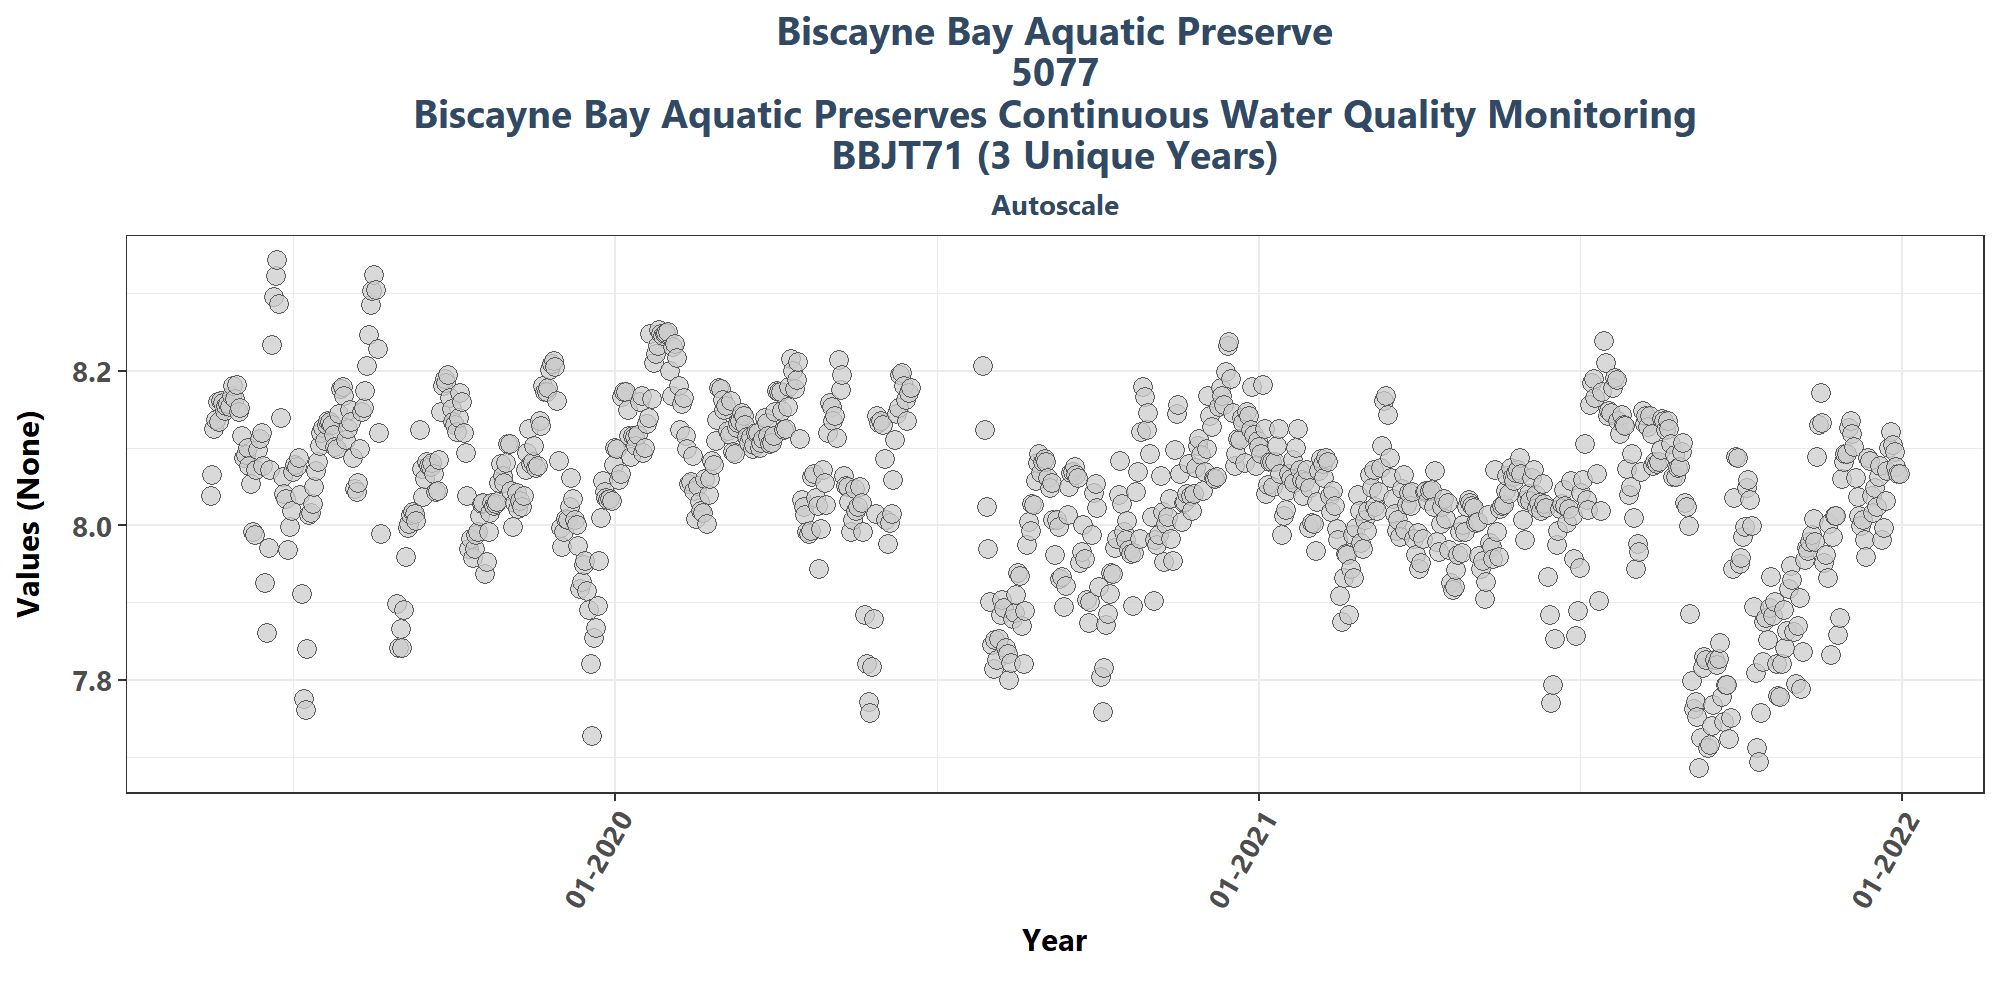 Biscayne Bay Aquatic Preserve
5077
Biscayne Bay Aquatic Preserves Continuous Water Quality Monitoring
BBJT71 (3 Unique Years)
Autoscale
Values (None)
8.2
8.0
7.8
01-2020
01-2021
01-2022
Year